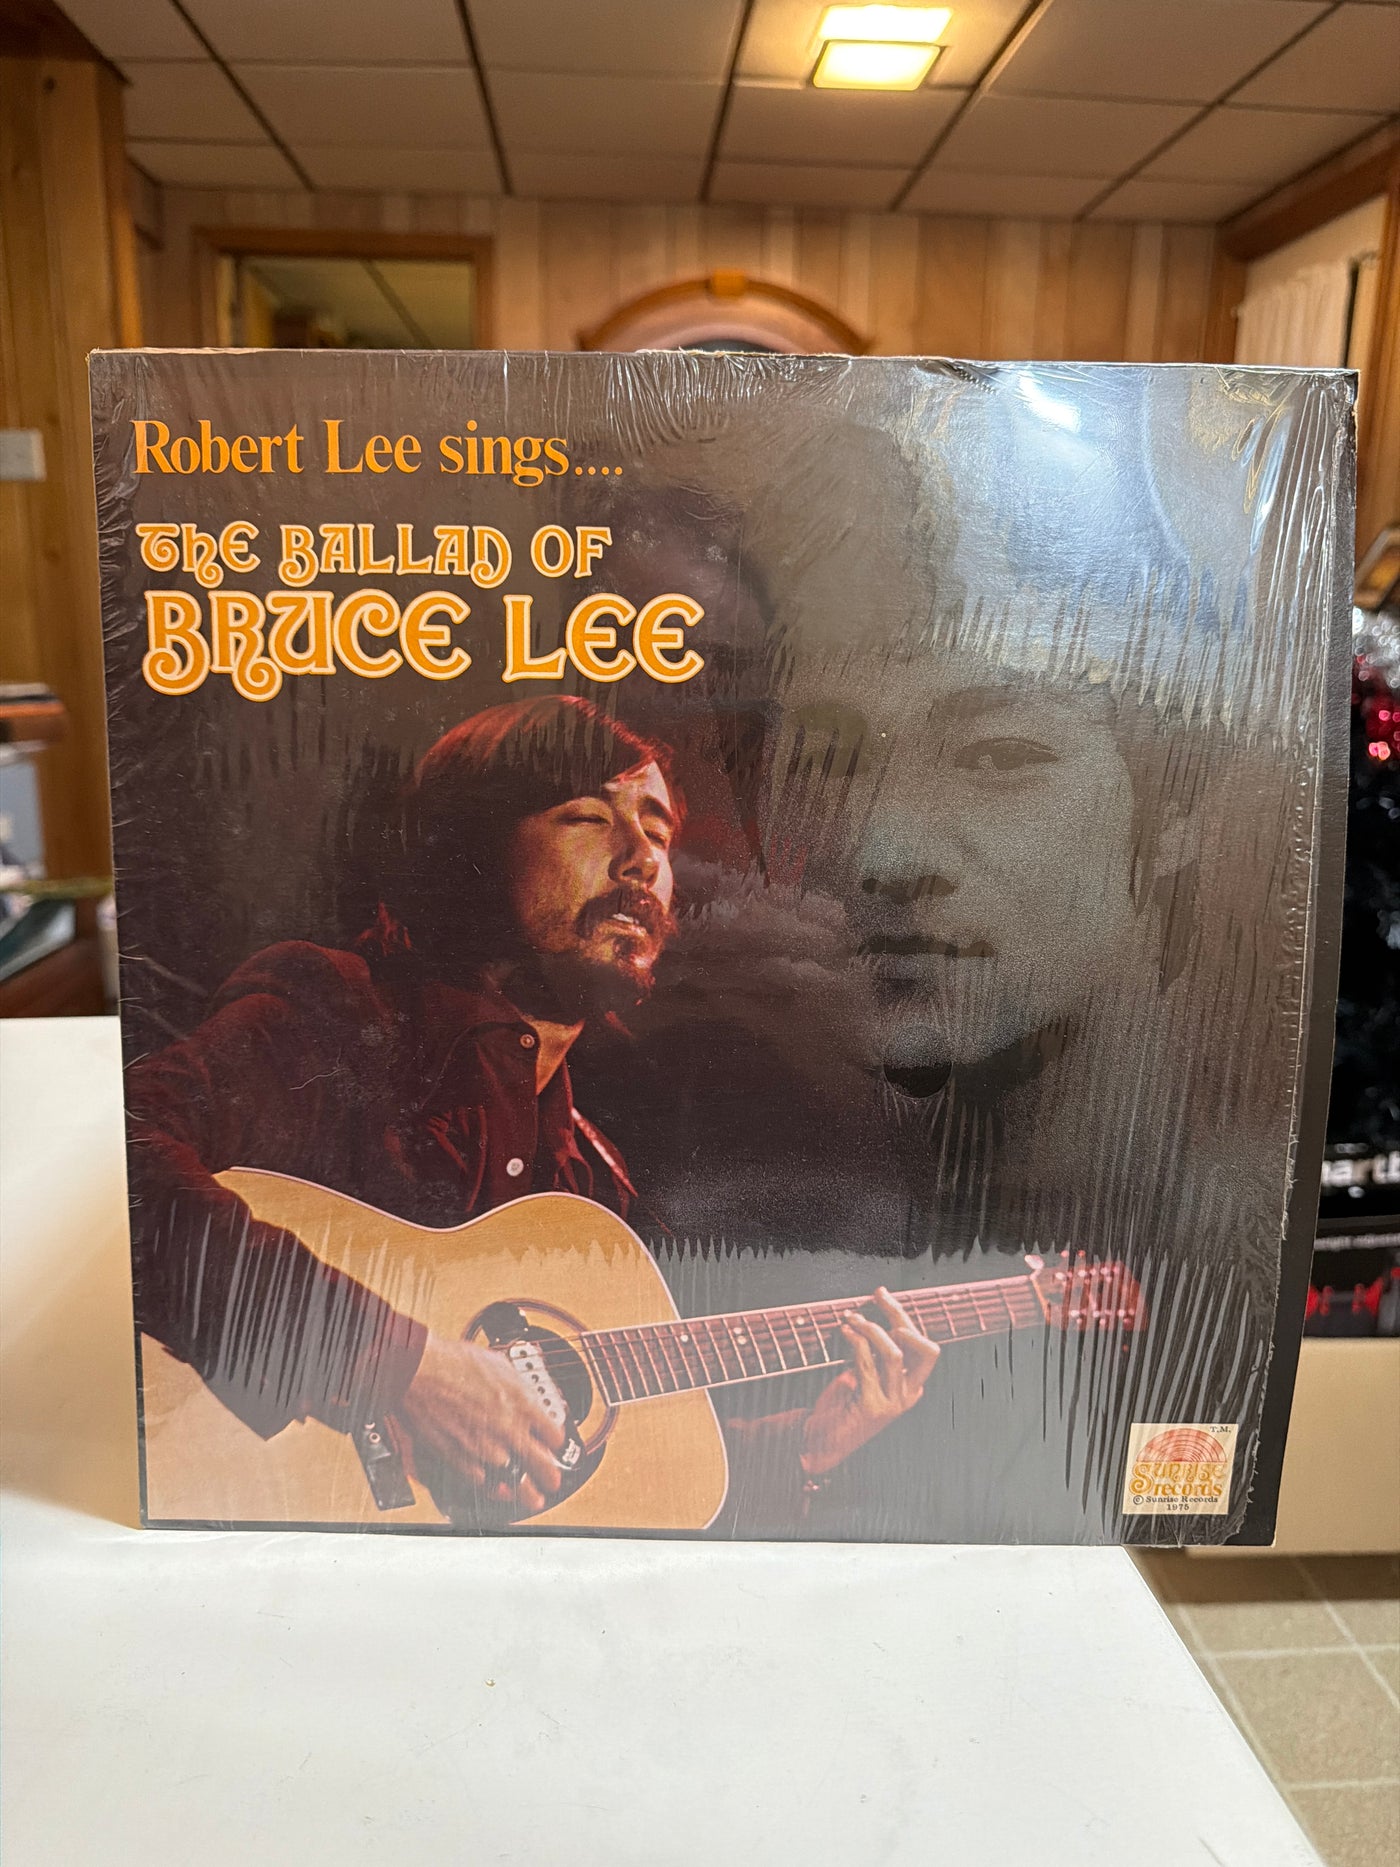 Robert Lee sings....
The BALLAD OF
BRUCE LEE
T.M.
Sunrise
records
© Sunrise Records
1975